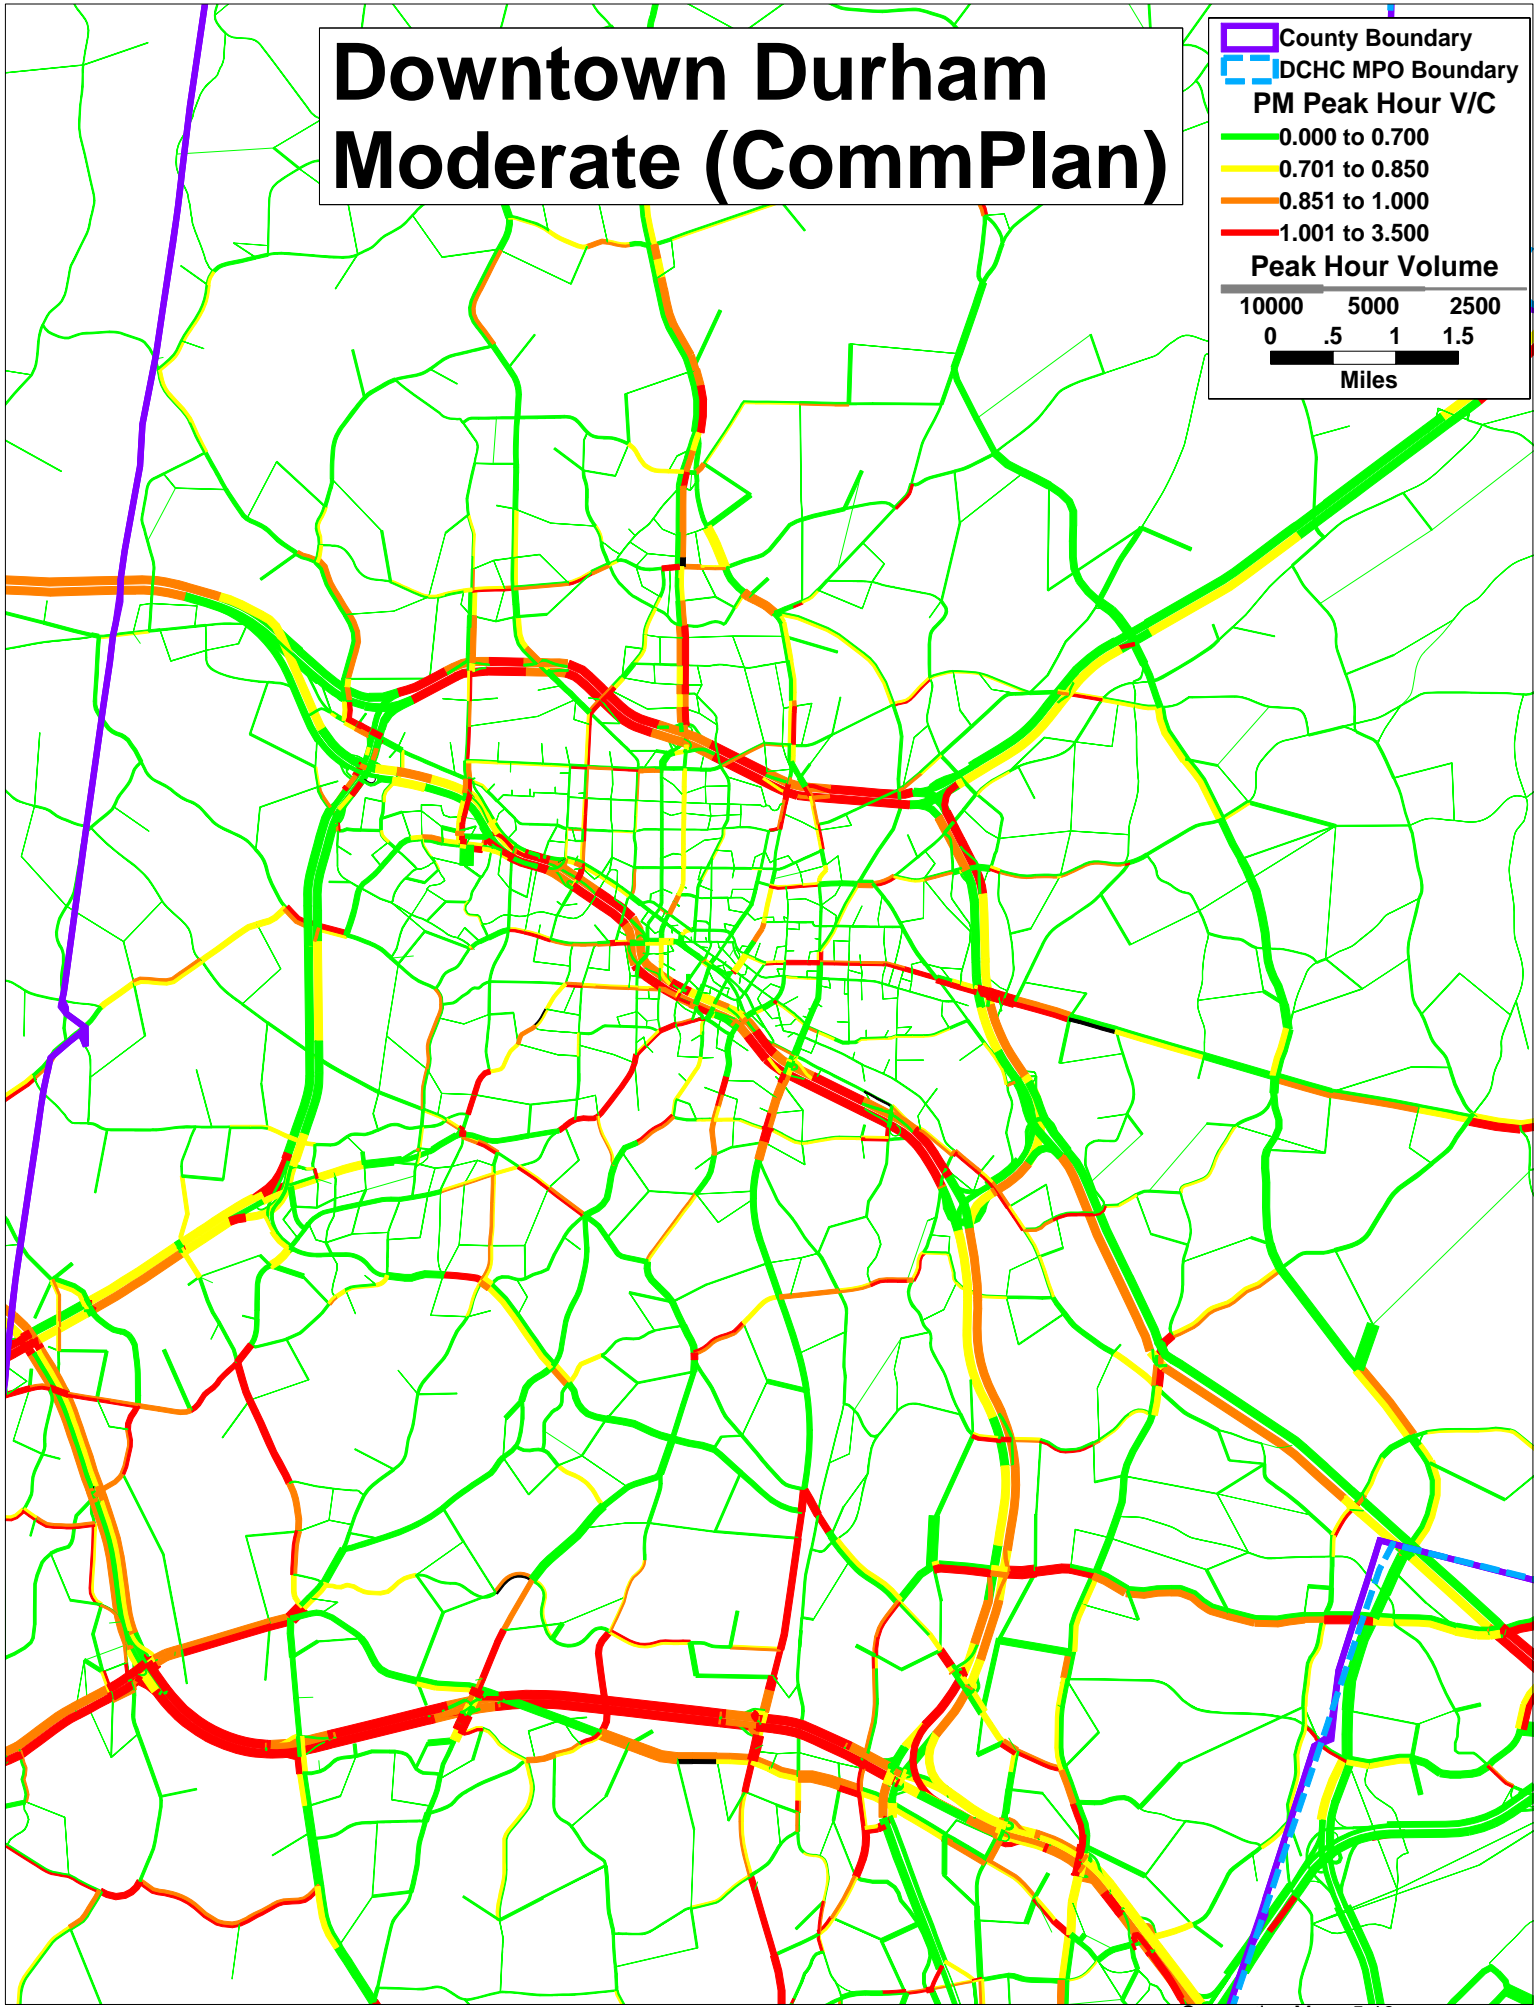 Downtown Durham
Moderate (CommPlan)
County Boundary
DCHC MPO Boundary
PM Peak Hour V/C
0.000 to 0.700
0.701 to 0.850
0.851 to 1.000
1.001 to 3.500
Peak Hour Volume
10000 5000 2500
0 .5 1 1.5
Miles